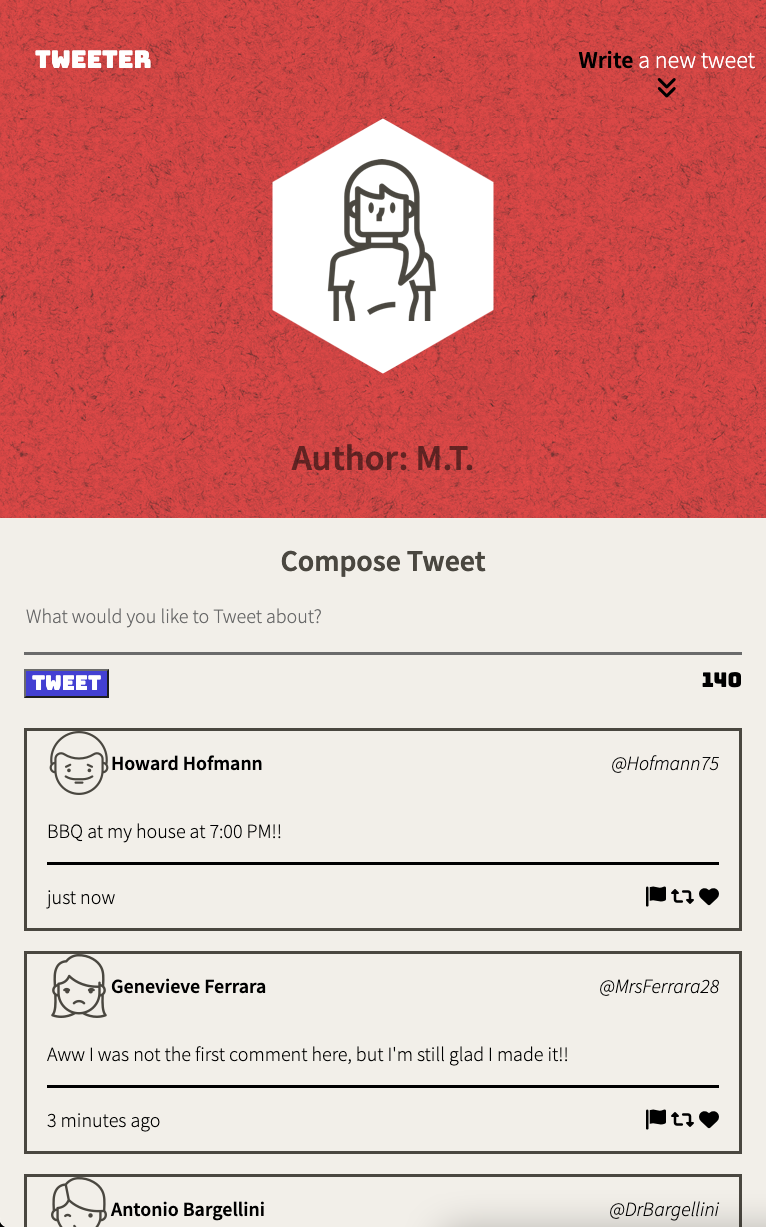 TWEETER
Write a new tweet
Author: M.T.
Compose Tweet
What would you like to Tweet about?
TWEET
140
Howard Hofmann
@Hofmann75
BBQ at my house at 7:00 PM!!
just now
Genevieve Ferrara
@MrsFerrara28
Aww I was not the first comment here, but I'm still glad I made it!!
3 minutes ago
Antonio Bargellini
@DrBargellini